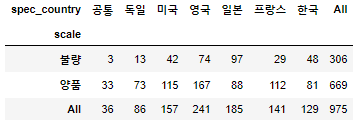 spec_country 공통 독일 미국 영국 일본 프랑스 한국 All
scale
불량 3 13 42 74 97 29 48 306
양품 33 73 115 167 88 112 81 669
All 36 86 157 241 185 141 129 975